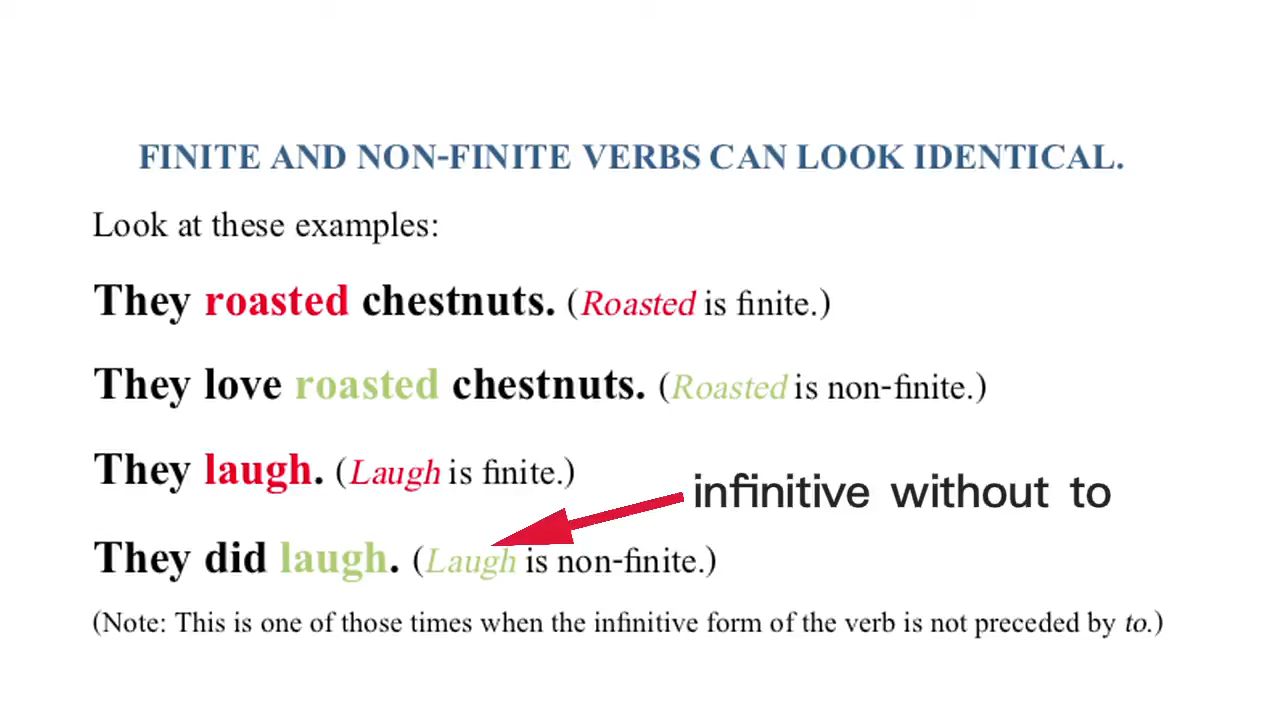 FINITE AND NON-FINITE VERBS CAN LOOK IDENTICAL.
Look at these examples:
They roasted chestnuts. (Roasted is finite.)
They love roasted chestnuts. (Roasted is non-finite.)
They laugh. (Laugh is finite.)
infinitive without to
They did laugh. (Laugh is non-finite.)
(Note: This is one of those times when the infinitive form of the verb is not preceded by to.)